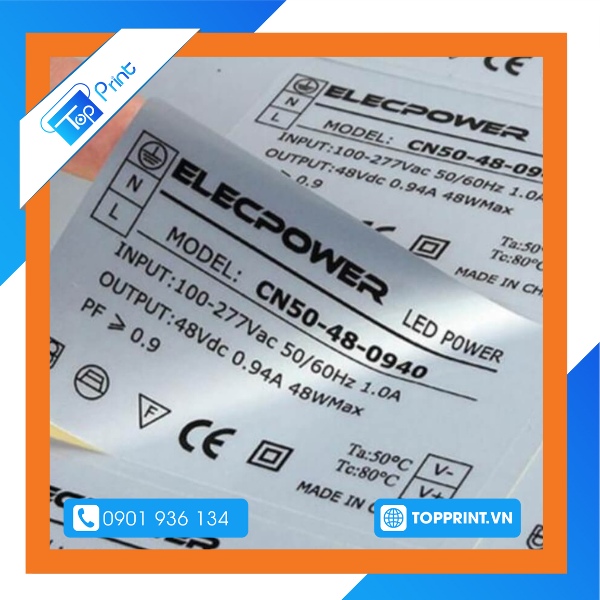 Top Print
CE
N
L
ELECPOWER
MODEL: CN50-48-09
INPUT:100-277Vac 50/60Hz 1.0A
OUTPUT:48Vdc 0.94A 48WMax
≥ 0.9
Ta:50°
Tc:80°C
MADE IN CH
N
L
ELECPOWER
LED POWER
MODEL: CN50-48-0940
INPUT:100-277Vac 50/60Hz 1.0A
OUTPUT:48Vdc 0.94A 48WMax
PF ≥ 0.9
F
CE
Ta:50°C
Tc:80°C
V-
V+
MADE IN C
ECPOWER
0901 936 134
TOPPRINT.VN